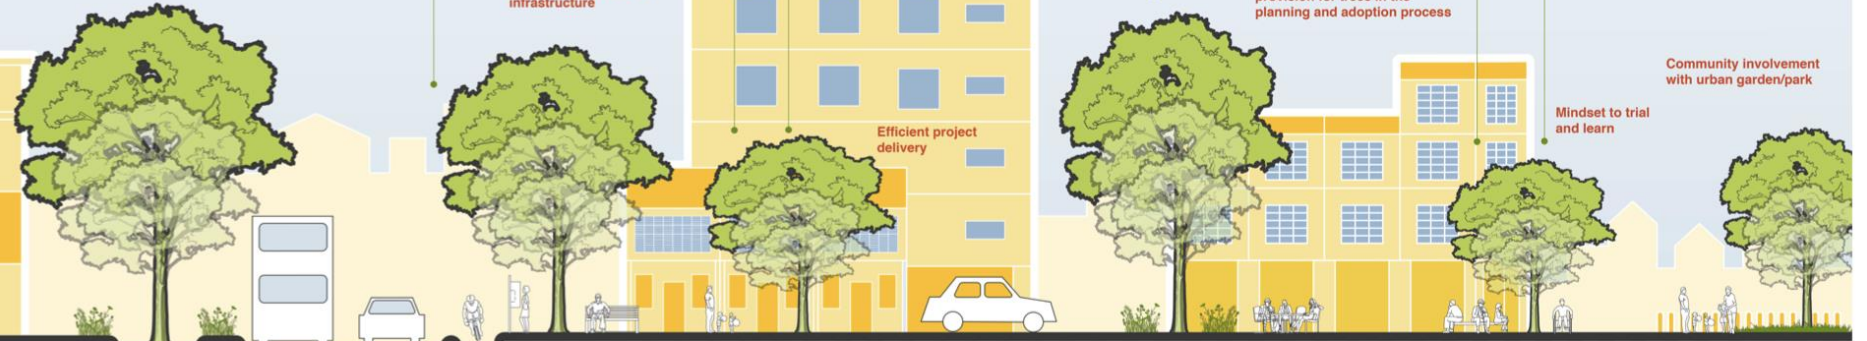 infrastructure
planning and adoption process
Community involvement
with urban garden/park
Mindset to trial
and learn
Efficient project
delivery